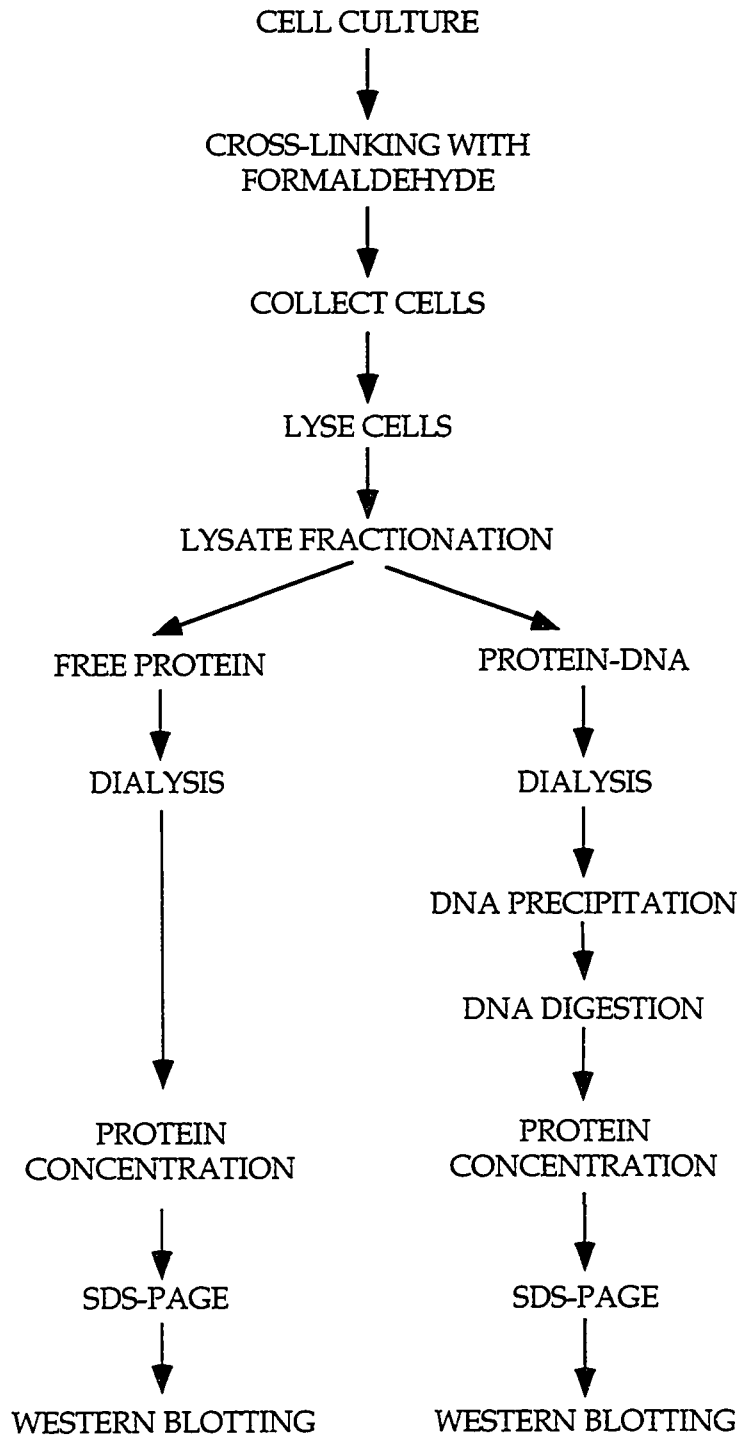 CELL CULTURE
CROSS-LINKING WITH
FORMALDEHYDE
COLLECT CELLS
LYSE CELLS
LYSATE FRACTIONATION
FREE PROTEIN
PROTEIN-DNA
DIALYSIS
DIALYSIS
DNA PRECIPITATION
DNA DIGESTION
PROTEIN
CONCENTRATION
PROTEIN
CONCENTRATION
SDS-PAGE
SDS-PAGE
WESTERN BLOTTING
WESTERN BLOTTING